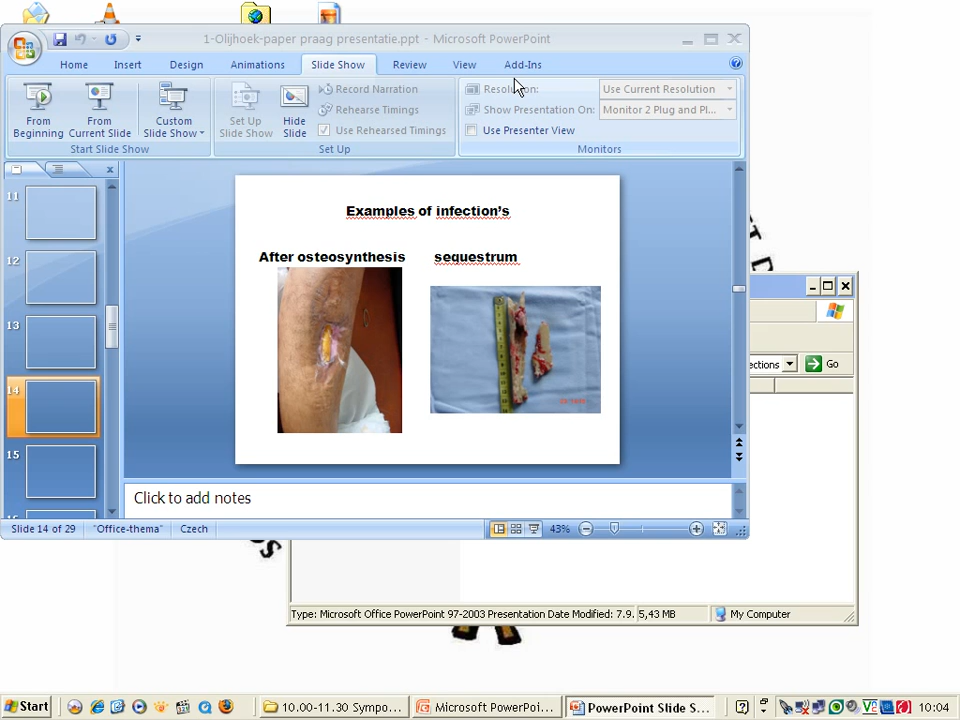 1-Olijhoek-paper praag presentatie.ppt - Microsoft PowerPoint
Home Insert Design Animations Slide Show Review View Add-Ins
From Beginning
From Current Slide
Custom Slide Show
Set Up Slide Show
Hide Slide
Record Narration
Rehearse Timings
Use Rehearsed Timings
Resolution:
Use Current Resolution
Show Presentation On:
Monitor 2 Plug and Pl...
Use Presenter View
Start Slide Show
Set Up
Monitors
11
12
13
14
15
Examples of infection's
After osteosynthesis
sequestrum
Click to add notes
Slide 14 of 29
"Office-thema"
Czech
43%
ections
Go
Type: Microsoft Office PowerPoint 97-2003 Presentation Date Modified: 7.9.
5,43 MB
My Computer
Start
10.00-11.30 Sympo...
Microsoft PowerPoi...
PowerPoint Slide S...
10:04